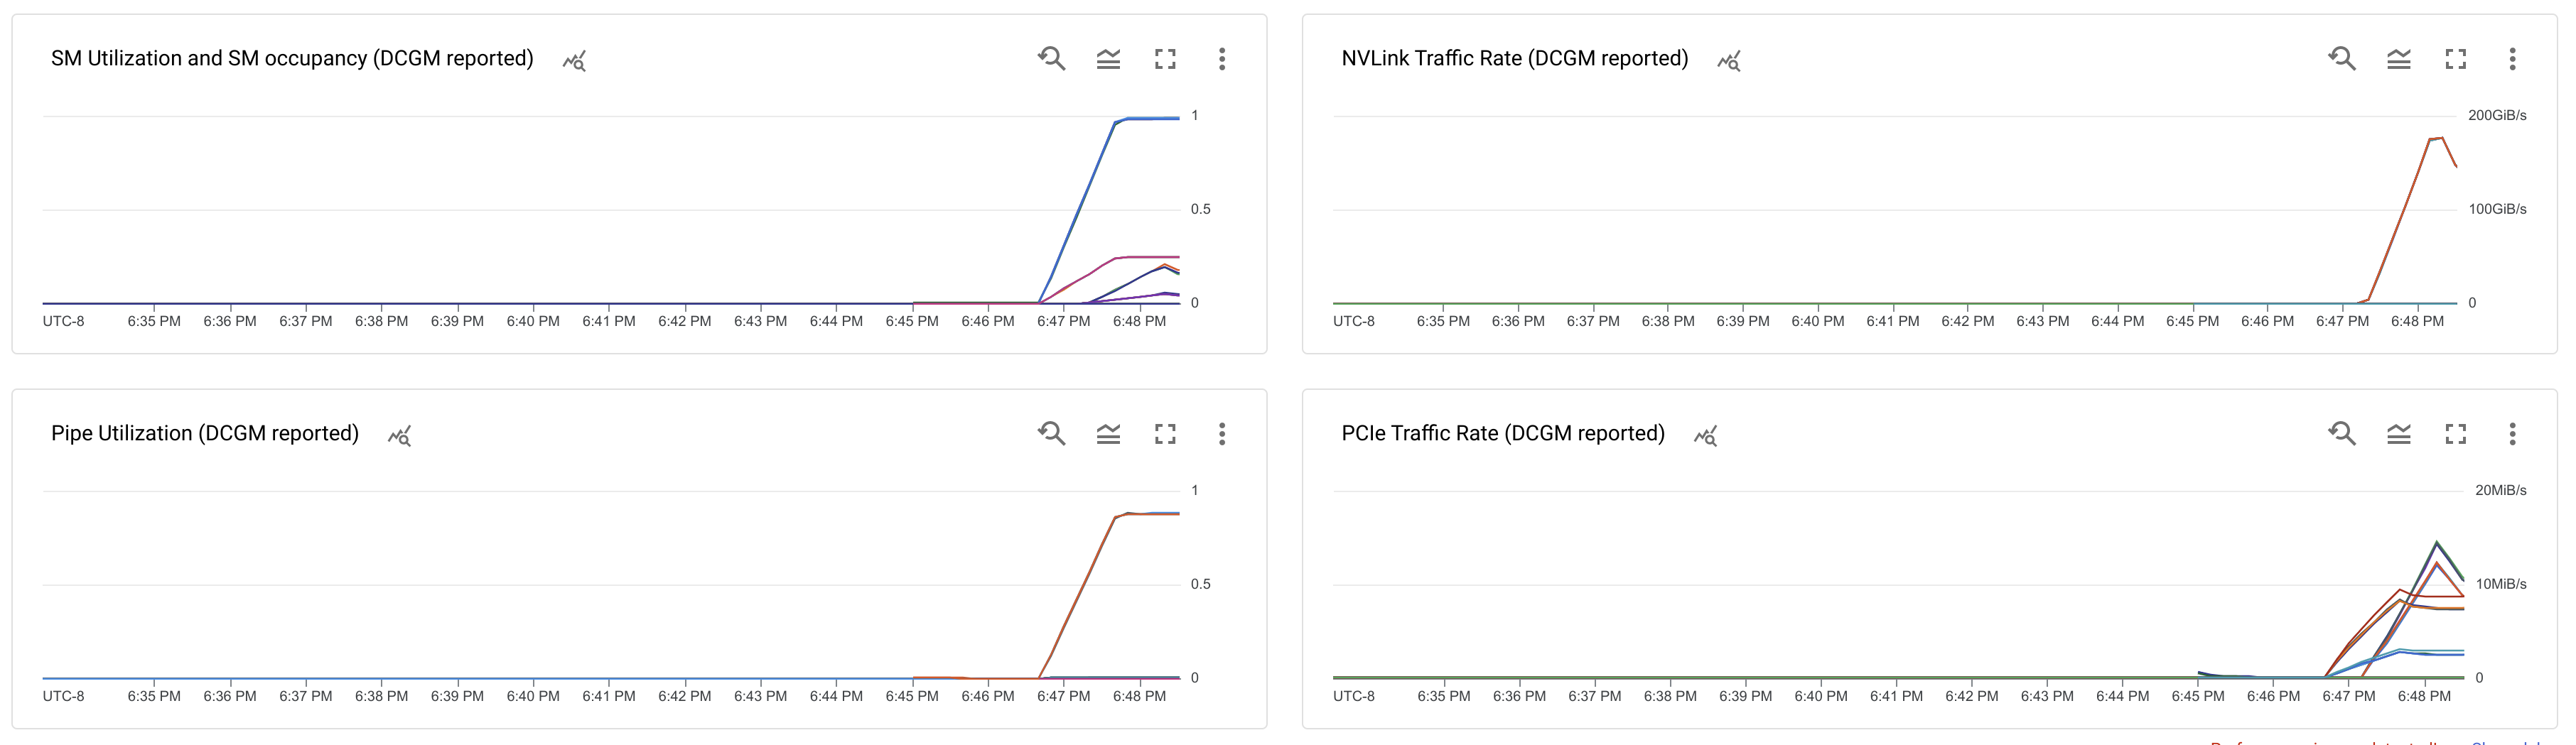 SM Utilization and SM occupancy (DCGM reported)
1
0.5
0
UTC-8 6:35 PM 6:36 PM 6:37 PM 6:38 PM 6:39 PM 6:40 PM 6:41 PM 6:42 PM 6:43 PM 6:44 PM 6:45 PM 6:46 PM 6:47 PM 6:48 PM
NVLink Traffic Rate (DCGM reported)
200GiB/s
100GiB/s
0
UTC-8 6:35 PM 6:36 PM 6:37 PM 6:38 PM 6:39 PM 6:40 PM 6:41 PM 6:42 PM 6:43 PM 6:44 PM 6:45 PM 6:46 PM 6:47 PM 6:48 PM
Pipe Utilization (DCGM reported)
1
0.5
0
UTC-8 6:35 PM 6:36 PM 6:37 PM 6:38 PM 6:39 PM 6:40 PM 6:41 PM 6:42 PM 6:43 PM 6:44 PM 6:45 PM 6:46 PM 6:47 PM 6:48 PM
PCIe Traffic Rate (DCGM reported)
20MiB/s
10MiB/s
0
UTC-8 6:35 PM 6:36 PM 6:37 PM 6:38 PM 6:39 PM 6:40 PM 6:41 PM 6:42 PM 6:43 PM 6:44 PM 6:45 PM 6:46 PM 6:47 PM 6:48 PM